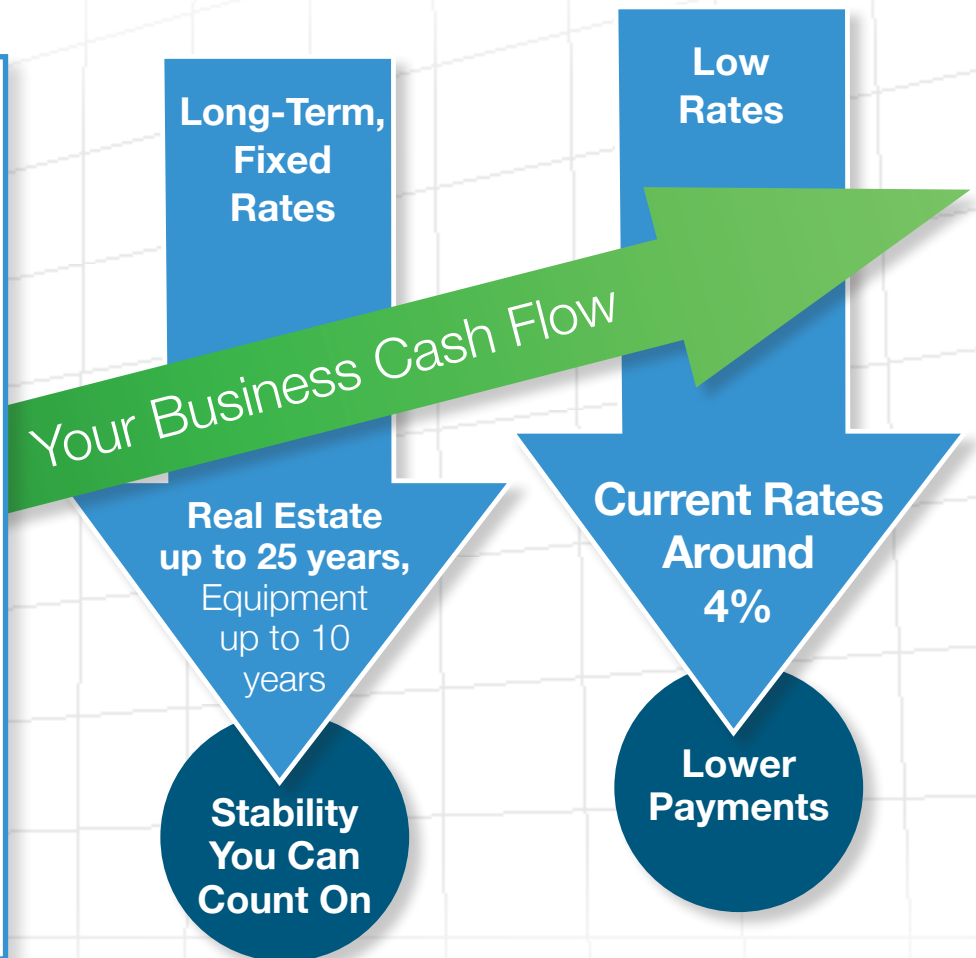 Long-Term,
Fixed
Rates
Low
Rates
Your Business Cash Flow
Real Estate
up to 25 years,
Equipment
up to 10
years
Current Rates
Around
4%
Stability
You Can
Count On
Lower
Payments